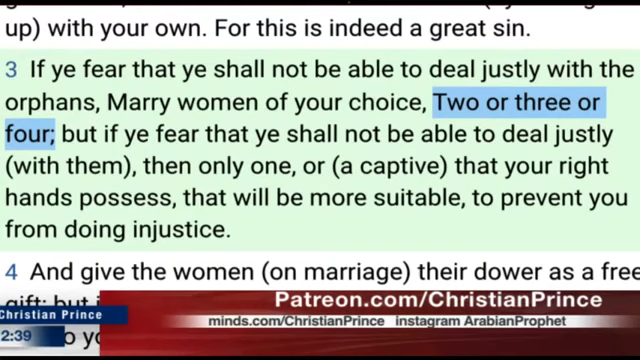 up) with your own. For this is indeed a great sin.
3 If ye fear that ye shall not be able to deal justly with the
orphans, Marry women of your choice, Two or three or
four; but if ye fear that ye shall not be able to deal justly
(with them), then only one, or (a captive) that your right
hands possess, that will be more suitable, to prevent you
from doing injustice.
4 And give the women (on marriage) their dower as a free
gift; but i
Patreon.com/ChristianPrince
Christian Prince
minds.com/ChristianPrince instagram ArabianProphet
2:39